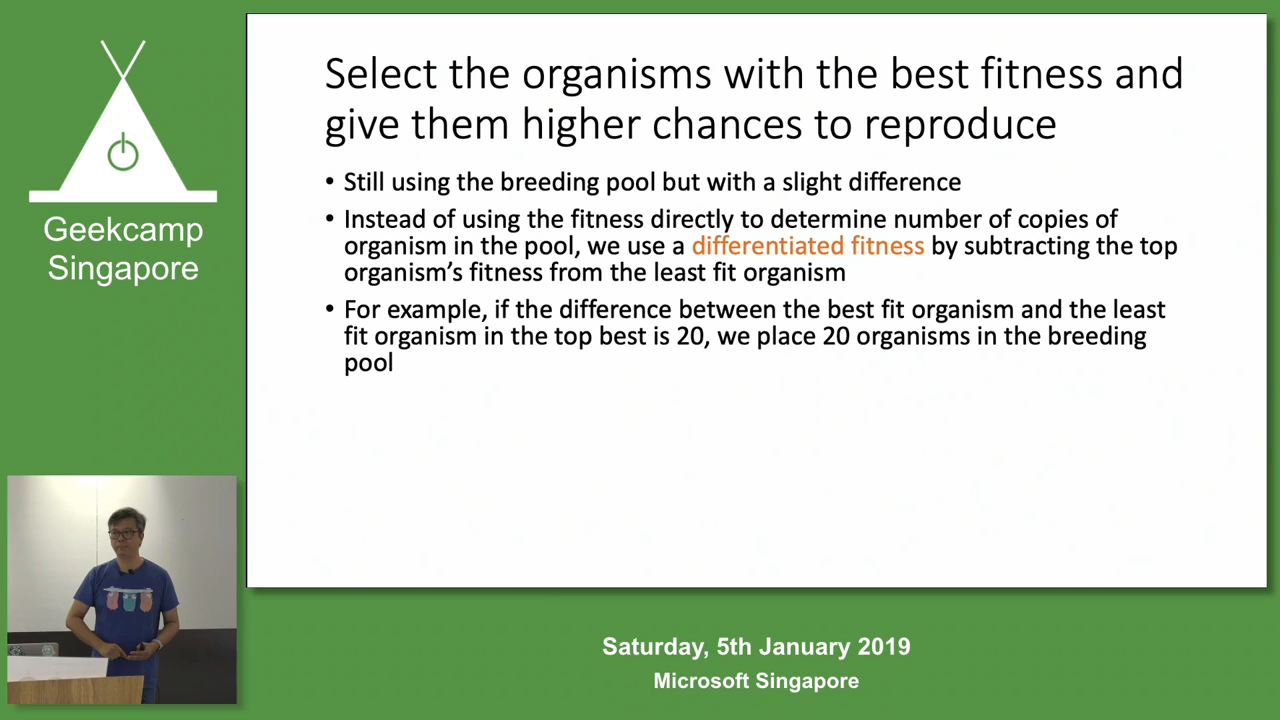 Geekcamp
Singapore
Select the organisms with the best fitness and
give them higher chances to reproduce
• Still using the breeding pool but with a slight difference
• Instead of using the fitness directly to determine number of copies of
organism in the pool, we use a differentiated fitness by subtracting the top
organism’s fitness from the least fit organism
• For example, if the difference between the best fit organism and the least
fit organism in the top best is 20, we place 20 organisms in the breeding
pool
Saturday, 5th January 2019
Microsoft Singapore